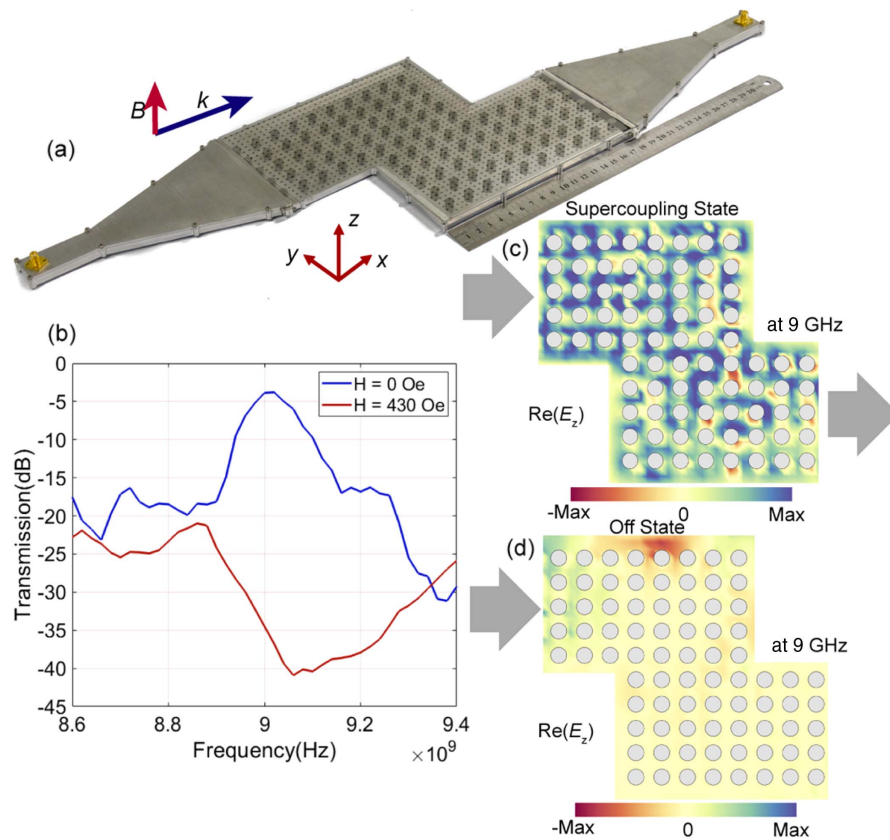 (a)
B
k
z
y
x
(b)
Transmission(dB)
0
-5
-10
-15
-20
-25
-30
-35
-40
-45
H = 0 Oe
H = 430 Oe
8.6
8.8
9
9.2
9.4
Frequency(Hz)
×10⁹
Supercoupling State
(c)
at 9 GHz
Re(Ez)
-Max
0
Max
Off State
(d)
at 9 GHz
Re(Ez)
-Max
0
Max